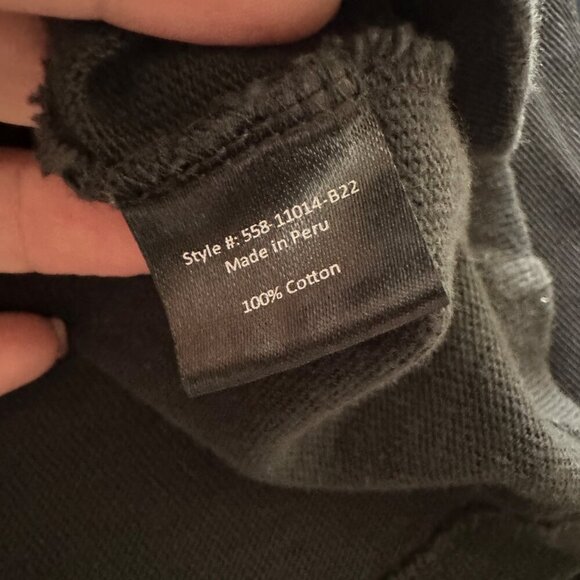 Style #: 558-11014-B22
Made in Peru
100% Cotton